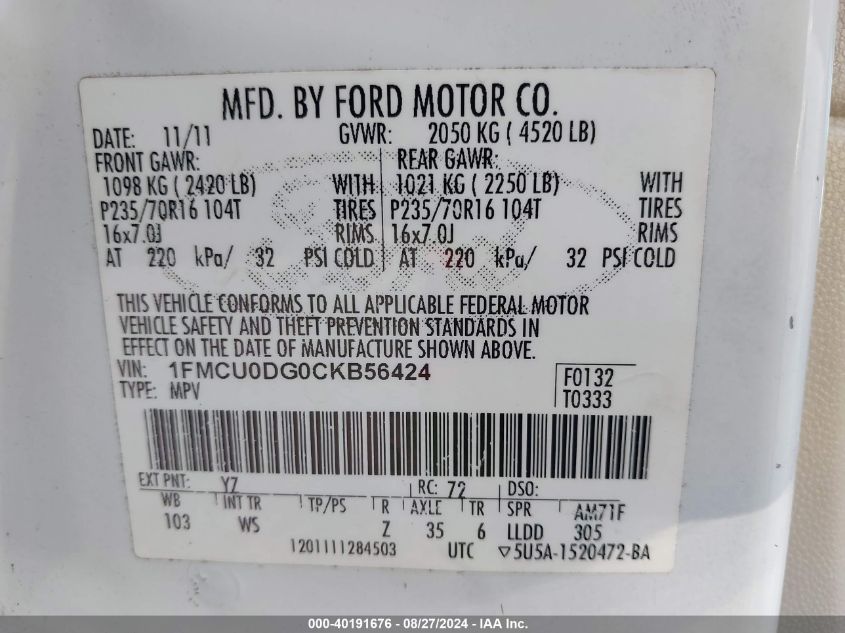 MFD. BY FORD MOTOR CO.
DATE: 11/11 GVWR: 2050 KG ( 4520 LB)
FRONT GAWR: REAR GAWR:
1098 KG ( 2420 LB) WITH 1021 KG ( 2250 LB) WITH
P235/70R16 104T TIRES P235/70R16 104T TIRES
16x7.0J RIMS 16x7.0J RIMS
AT 220 kPa/ 32 PSI COLD AT 220 kPa/ 32 PSI COLD
THIS VEHICLE CONFORMS TO ALL APPLICABLE FEDERAL MOTOR
VEHICLE SAFETY AND THEFT PREVENTION STANDARDS IN
EFFECT ON THE DATE OF MANUFACTURE SHOWN ABOVE.
VIN: 1FMCU0DG0CKB56424 F0132
TYPE: MPV T0333
EXT PNT: YZ RC: 72 DSO:
WB INT TR TP/PS R AXLE TR SPR AM71F
103 WS Z 35 6 LLDD 305
1201111284503 UTC ▽5U5A-1520472-BA
000-40191676 - 08/27/2024 - IAA Inc.